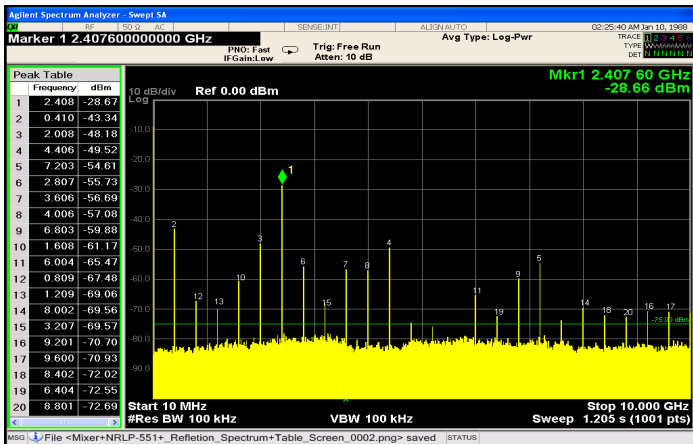 Agilent Spectrum Analyzer - Swept SA
RF 50 Ω AC SENSE:INT ALIGN AUTO 02:25:40 AM Jan 10, 1988
Marker 1 2.407600000000 GHz
PNO: Fast
IFGain:Low
Trig: Free Run
Atten: 10 dB
Avg Type: Log-Pwr
TRACE 1 2 3 4 5 6
TYPE
DET N N N N N N
Peak Table
Frequency dBm
1 2.408 -28.67
2 0.410 -43.34
3 2.008 -48.18
4 4.406 -49.52
5 7.203 -54.61
6 2.807 -55.73
7 3.606 -56.69
8 4.006 -57.08
9 6.803 -59.88
10 1.608 -61.17
11 6.004 -65.47
12 0.809 -67.48
13 1.209 -69.06
14 8.002 -69.56
15 3.207 -69.57
16 9.201 -70.70
17 9.600 -70.93
18 8.402 -72.02
19 6.404 -72.55
20 8.801 -72.69
Mkr1 2.407 60 GHz
-28.66 dBm
10 dB/div Ref 0.00 dBm
Log
-10.0
-20.0
-30.0
-40.0
-50.0
-60.0
-70.0
-80.0
-90.0
1
2
3
4
5
6
7
8
9
10
11
12
13
14
15
16
17
18
19
20
Start 10 MHz Stop 10.000 GHz
#Res BW 100 kHz VBW 100 kHz Sweep 1.205 s (1001 pts)
MSG File <Mixer+NRLP-551+_Refletion_Spectrum+Table_Screen_0002.png> saved STATUS